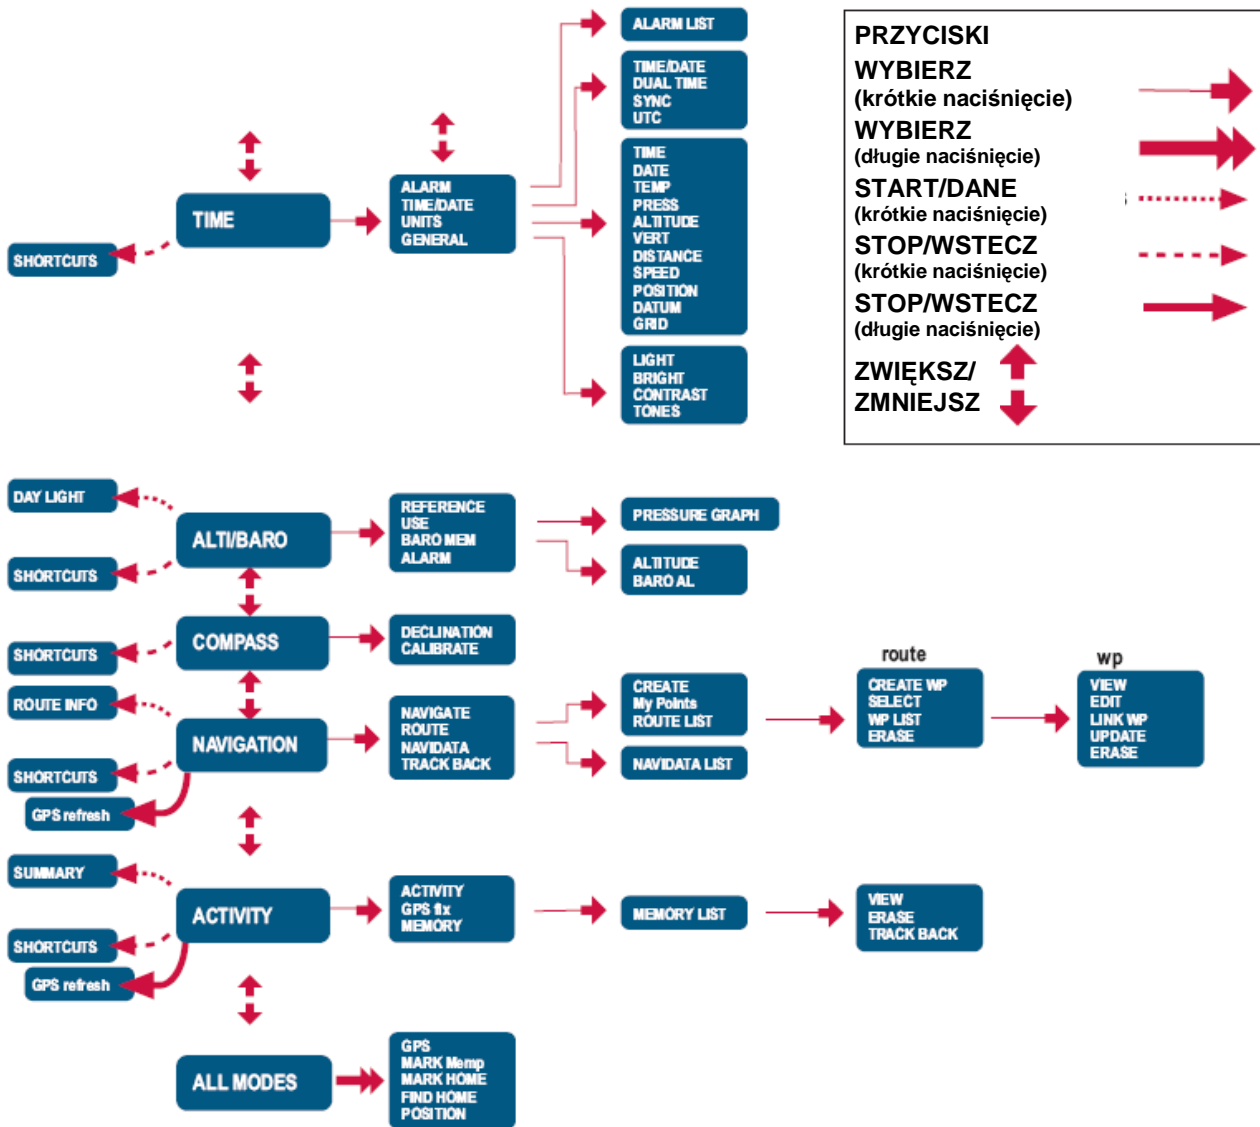 ALARM LIST
TIME/DATE
DUAL TIME
SYNC
UTC
TIME
DATE
TEMP
PRESS
ALTITUDE
VERT
DISTANCE
SPEED
POSITION
DATUM
GRID
LIGHT
BRIGHT
CONTRAST
TONES
TIME
ALARM
TIME/DATE
UNITS
GENERAL
SHORTCUTS
PRZYCISKI
WYBIERZ
(krótkie naciśnięcie)
WYBIERZ
(długie naciśnięcie)
START/DANE
(krótkie naciśnięcie)
STOP/WSTECZ
(krótkie naciśnięcie)
STOP/WSTECZ
(długie naciśnięcie)
ZWIĘKSZ/
ZMNIEJSZ
DAY LIGHT
ALTI/BARO
SHORTCUTS
REFERENCE
USE
BARO MEM
ALARM
PRESSURE GRAPH
ALTITUDE
BARO AL
COMPASS
SHORTCUTS
DECLINATION
CALIBRATE
ROUTE INFO
NAVIGATION
SHORTCUTS
GPS refresh
NAVIGATE
ROUTE
NAVIDATA
TRACK BACK
CREATE
My Points
ROUTE LIST
NAVIDATA LIST
route
CREATE WP
SELECT
WP LIST
ERASE
wp
VIEW
EDIT
LINK WP
UPDATE
ERASE
SUMMARY
ACTIVITY
SHORTCUTS
GPS refresh
ACTIVITY
GPS fix
MEMORY
MEMORY LIST
VIEW
ERASE
TRACK BACK
ALL MODES
GPS
MARK Memp
MARK HOME
FIND HOME
POSITION